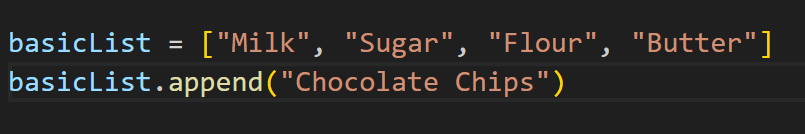 basicList = ["Milk", "Sugar", "Flour", "Butter"]
basicList.append("Chocolate Chips")